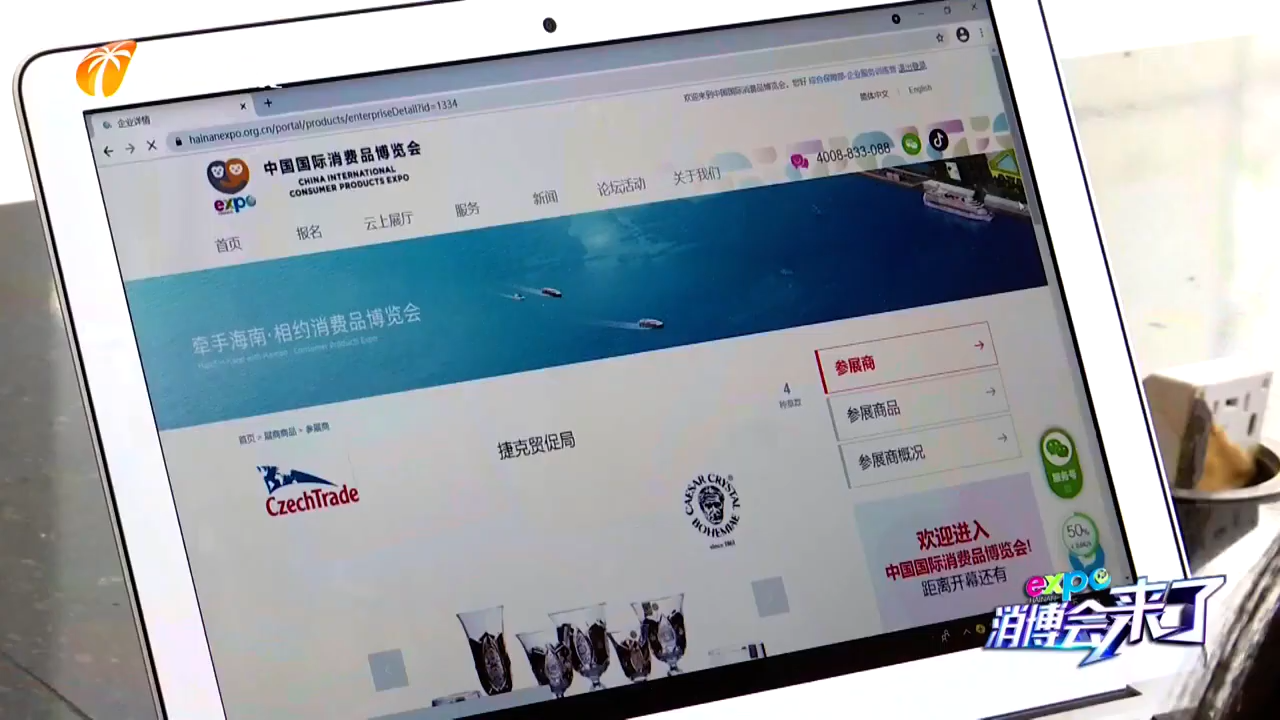 企业详情
hainanexpo.org.cn/portal/products/enterpriseDetail?id=1334
欢迎来到中国国际消费品博览会，您好 综合保障部-企业服务训练营 退出登录
简体中文 | English
中国国际消费品博览会
CHINA INTERNATIONAL
CONSUMER PRODUCTS EXPO
expo
4008-833-088
首页 报名 云上展厅 服务 新闻 论坛活动 关于我们
牵手海南·相约消费品博览会
首页 > 展商商品 > 参展商
捷克贸促局
4
CzechTrade
CAESAR CRYSTAL
BOHEMIAE
since 1861
参展商
参展商品
参展商概况
服务号
50%
欢迎进入
中国国际消费品博览会!
距离开幕还有
expo
HAINAN
消博会来了